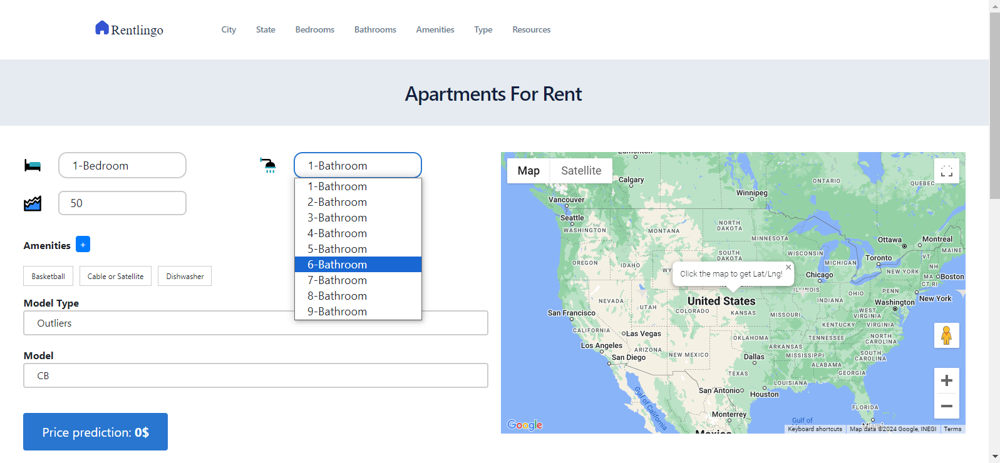 Rentlingo
City State Bedrooms Bathrooms Amenities Type Resources
Apartments For Rent
1-Bedroom
1-Bathroom
1-Bathroom
2-Bathroom
3-Bathroom
4-Bathroom
5-Bathroom
6-Bathroom
7-Bathroom
8-Bathroom
9-Bathroom
50
Amenities +
Basketball
Cable or Satellite
Dishwasher
Model Type
Outliers
Model
CB
Price prediction: 0$
Map Satellite
Edmonton
Calgary
ONTARIO
QUEBEC
Vancouver
Winnipeg
Seattle
WASHINGTON
NORTH
DAKOTA
MONTANA
MINNESOTA
Ottawa
Montreal
MAINE
SOUTH
DAKOTA
WISCONSIN
MICHIGAN
Toronto
OREGON
IDAHO
VT
NH
NEW YORK
MA
Boston
CT RI
Click the map to get Lat/Lng!
Chicago
ILLINOIS
INDIANA
OHIO
PENN
NEVADA
UTAH
United States
COLORADO
KANSAS
MISSOURI
WEST
VIRGINIA
Washington
New York
San Francisco
CALIFORNIA
Las Vegas
KENTUCKY
VIRGINIA
OKLAHOMA
TENNESSEE
NORTH
CAROLINA
Los Angeles
ARIZONA
NEW MEXICO
ARKANSAS
San Diego
Dallas
MISSISSIPPI
SOUTH
CAROLINA
ALABAMA
TEXAS
GEORGIA
LOUISIANA
San Antonio
Houston
Gulf of
California
FLORIDA
Monterrey
Gulf of
Miami
Mexico
Google
Keyboard shortcuts
Map data ©2024 Google, INEGI
Terms